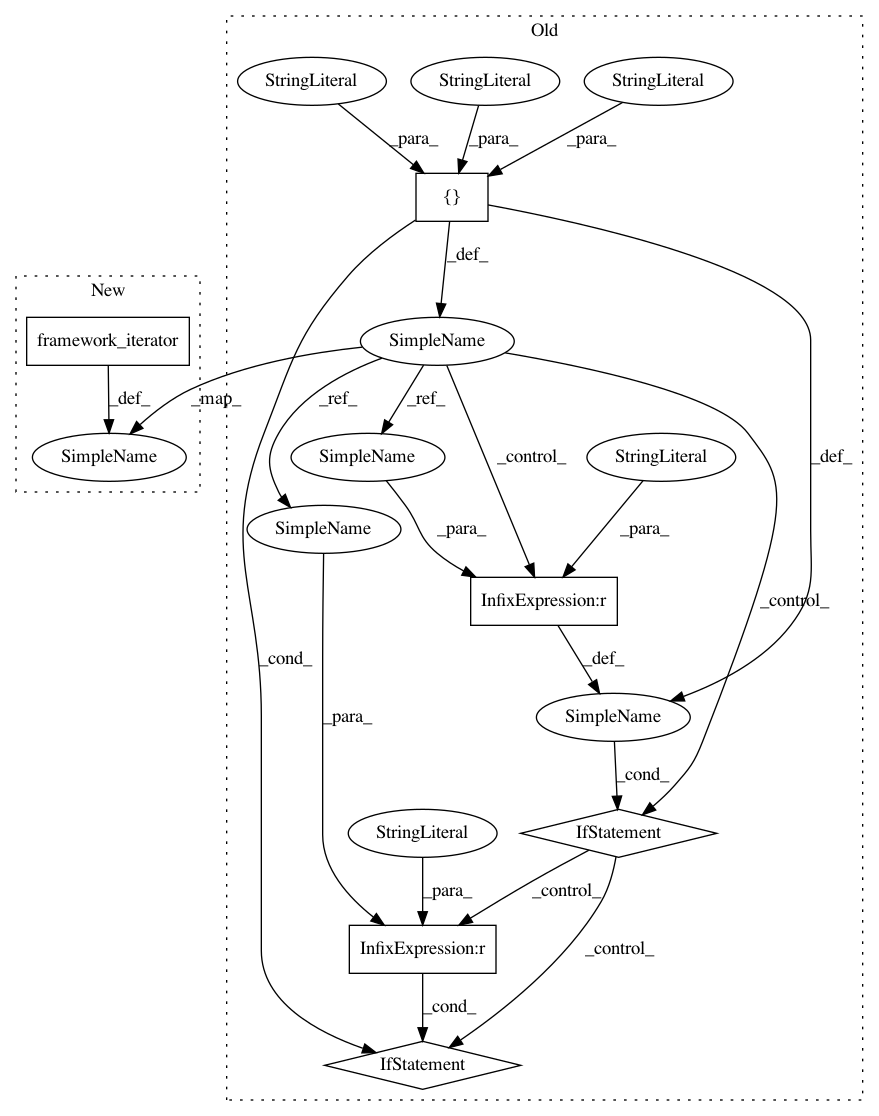 Old
StringLiteral StringLiteral StringLiteral
_para_ _para_ _para_
{}
_def_
New
framework_iterator
SimpleName
_def_ _map_ _ref_ _ref_
SimpleName SimpleName _control_ StringLiteral _def_
SimpleName
_para_ _para_
InfixExpression:r _control_
_cond_ _def_
_para_ SimpleName
_cond_
StringLiteral IfStatement
_para_ _control_
InfixExpression:r _control_
_cond_
IfStatement